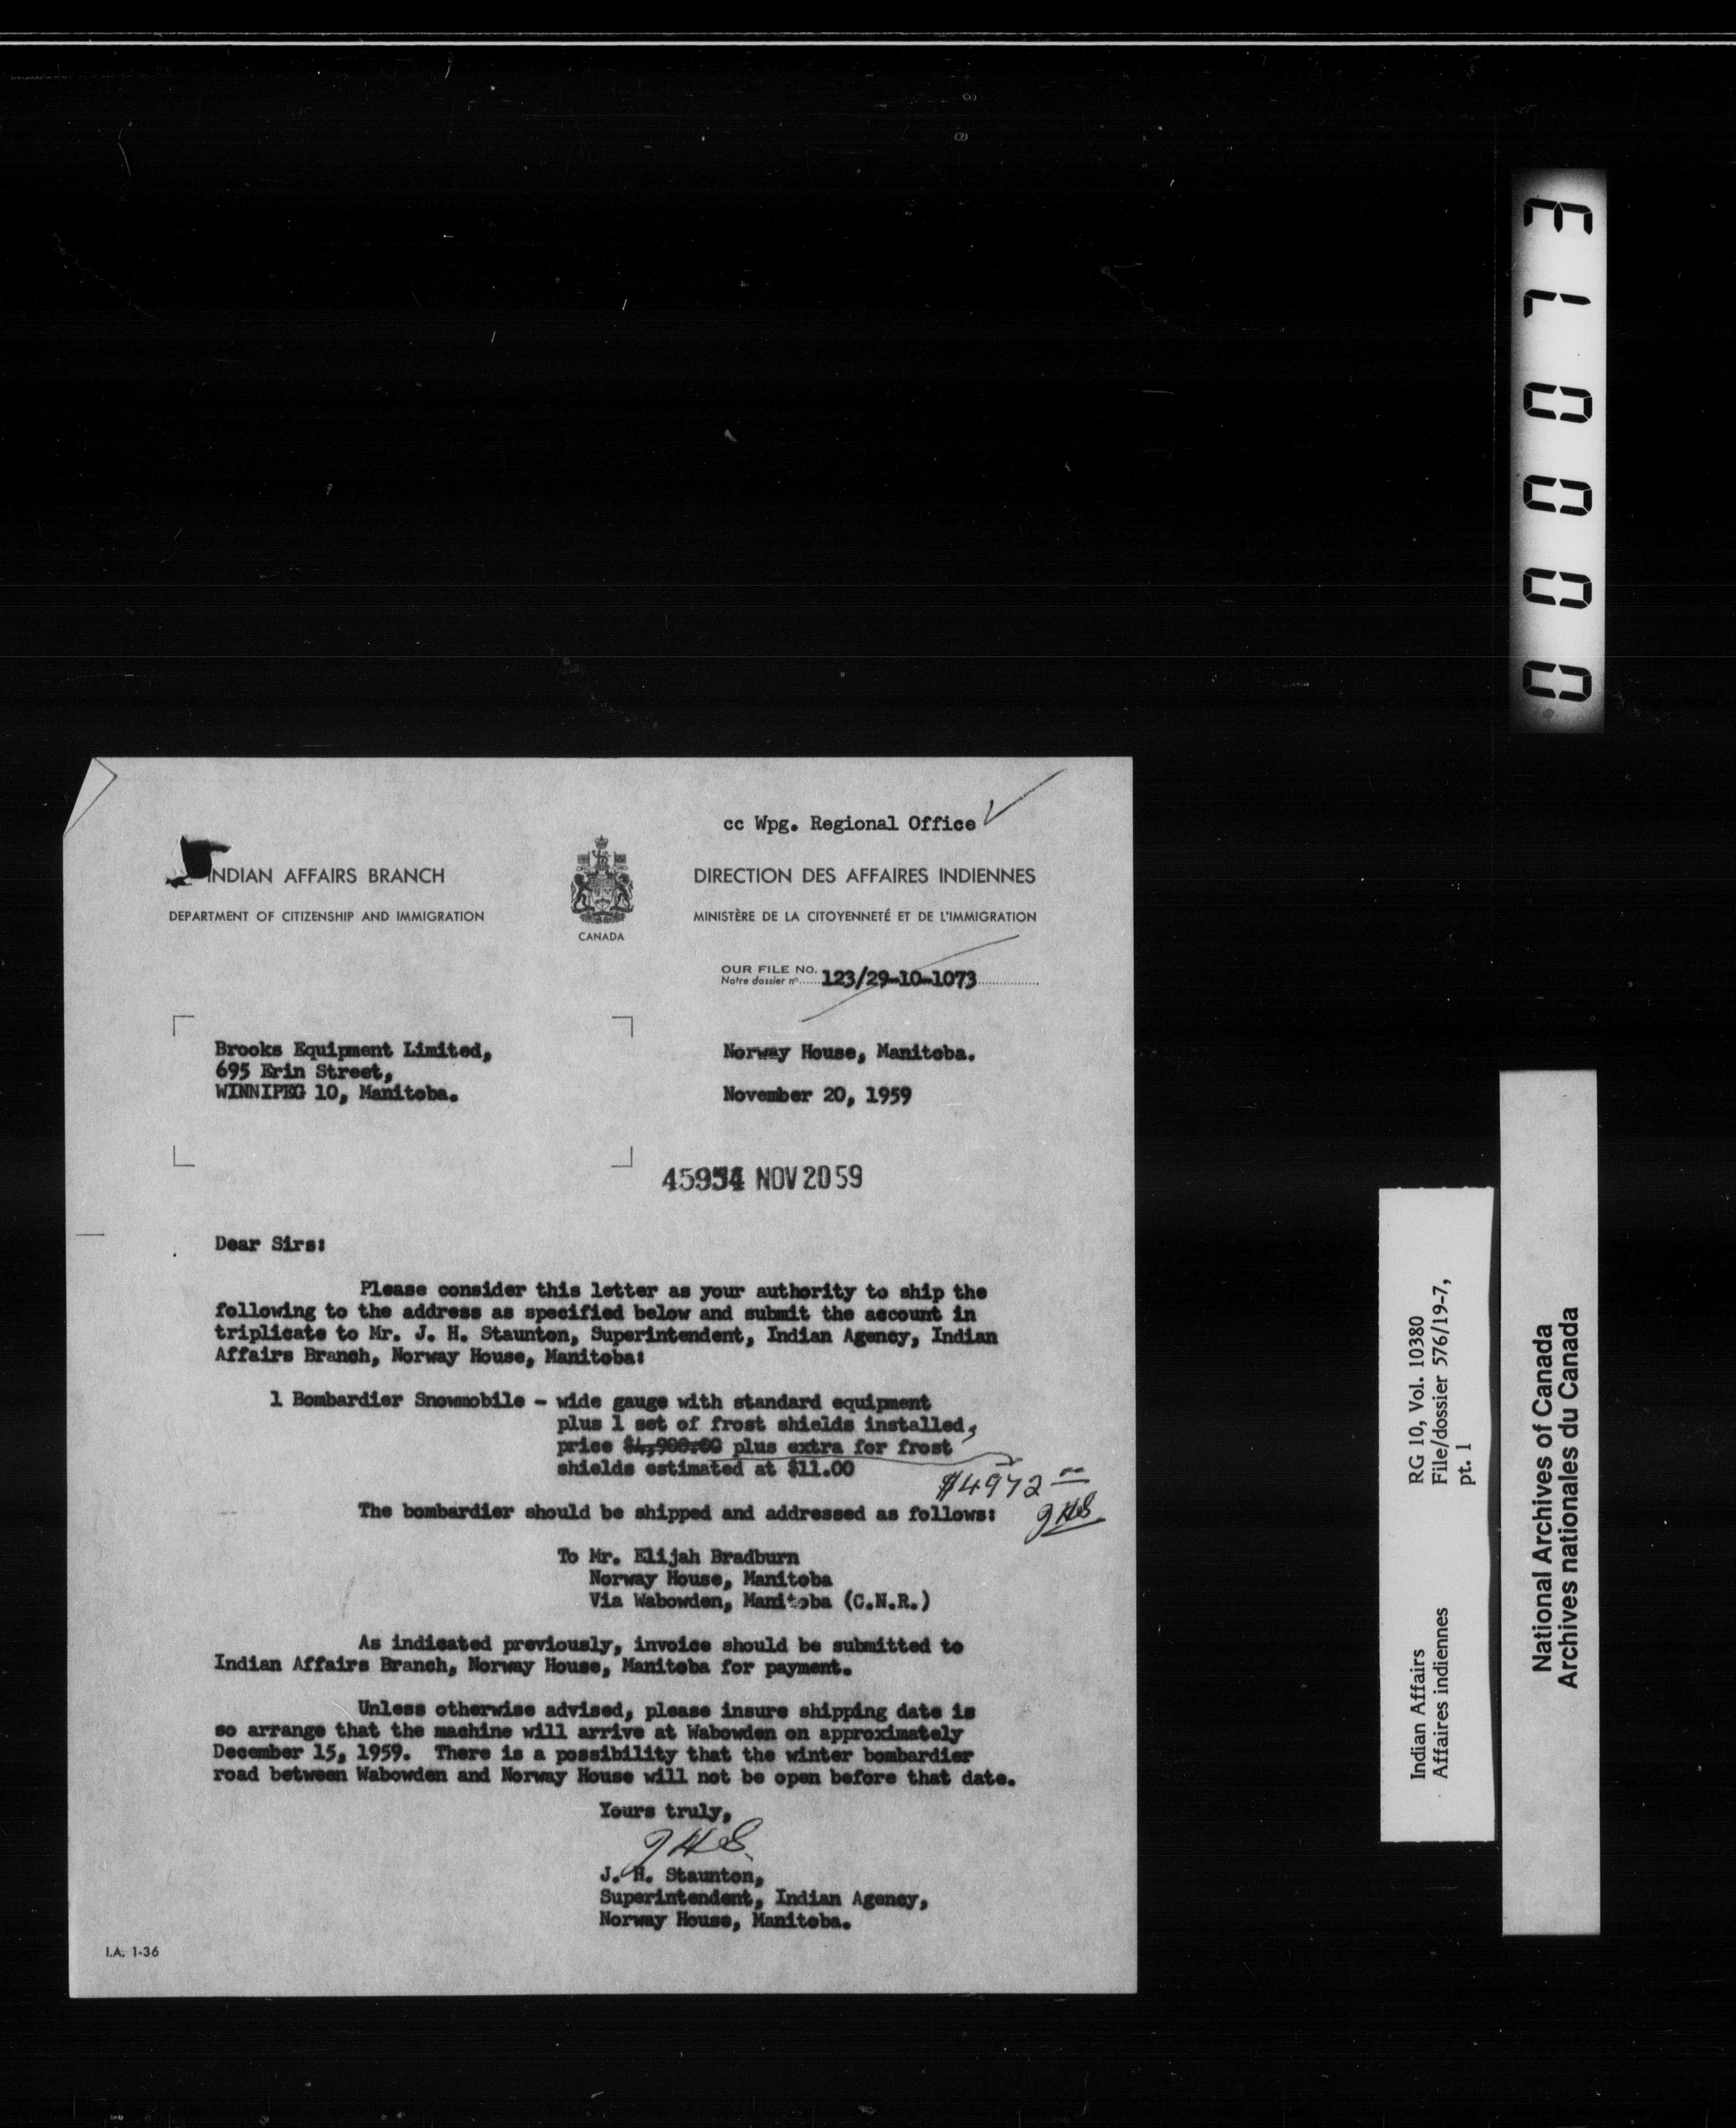 cc Wpg. Regional Office
INDIAN AFFAIRS BRANCH
DEPARTMENT OF CITIZENSHIP AND IMMIGRATION
CANADA
DIRECTION DES AFFAIRES INDIENNES
MINISTÈRE DE LA CITOYENNETÉ ET DE L'IMMIGRATION
OUR FILE NO. 123/29-10-1073
Notre dossier nº
Brooks Equipment Limited,
695 Erin Street,
WINNIPEG 10, Manitoba.
Norway House, Manitoba.
November 20, 1959
45954 NOV 20 59
Dear Sirs:
Please consider this letter as your authority to ship the
following to the address as specified below and submit the account in
triplicate to Mr. J. H. Staunton, Superintendent, Indian Agency, Indian
Affairs Branch, Norway House, Manitoba:
1 Bombardier Snowmobile - wide gauge with standard equipment
plus 1 set of frost shields installed,
price $4,900.00 plus extra for frost
shields estimated at $11.00
$4972 00
JHS
The bombardier should be shipped and addressed as follows:
To Mr. Elijah Bradburn
Norway House, Manitoba
Via Wabowden, Manitoba (C.N.R.)
As indicated previously, invoice should be submitted to
Indian Affairs Branch, Norway House, Manitoba for payment.
Unless otherwise advised, please insure shipping date is
so arrange that the machine will arrive at Wabowden on approximately
December 15, 1959. There is a possibility that the winter bombardier
road between Wabowden and Norway House will not be open before that date.
Yours truly,
JHS.
J. H. Staunton,
Superintendent, Indian Agency,
Norway House, Manitoba.
I.A. 1-36
000073
Indian Affairs RG 10, Vol. 10380
Affaires indiennes File/dossier 576/19-7,
pt. 1
National Archives of Canada
Archives nationales du Canada